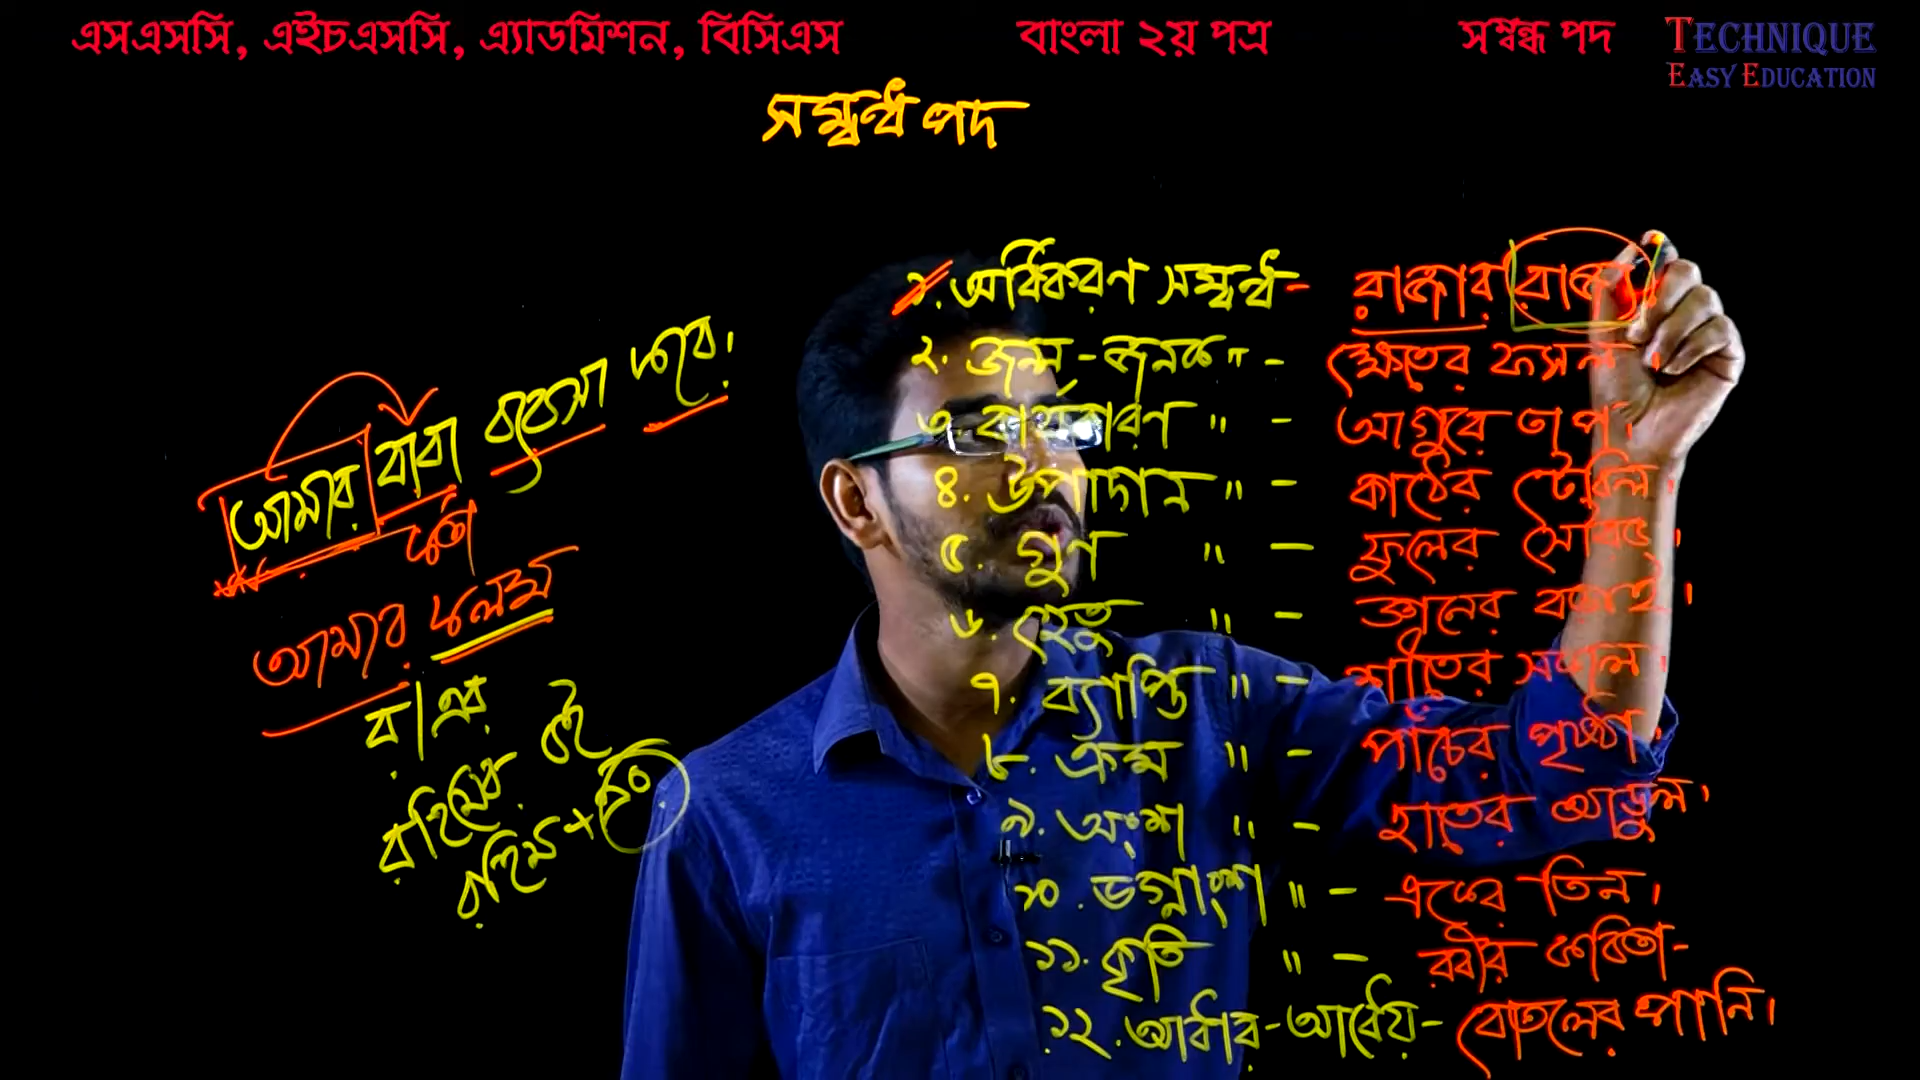 এসএসসি, এইচএসসি, এ্যাডমিশন, বিসিএস বাংলা ২য় পত্র সম্বন্ধ পদ
TECHNIQUE
EASY EDUCATION
সম্বন্ধ পদ
আমার বাবা ব্যবসা করে।
কর্তা
আমার কলম
র/এর
রহিমের বই
রহিম+এর
১. অধিকরণ সম্বন্ধ - রাজার রাজ্য
২. জন্ম-জনক " - ক্ষেতের ফসল।
৩. কার্যকারণ " - আগুরে তাপ।
৪. উপাদান " - কাঠের টেবিল।
৫. গুণ " - ফুলের সৌরভ।
৬. হেতু " - জ্ঞানের বড়াই।
৭. ব্যাপ্তি " - শীতের সকাল।
৮. ক্রম " - পাঁচের পৃষ্ঠা।
৯. অংশ " - হাতের আঙুল।
১০. ভগ্নাংশ " - একের তিন।
১১. কৃতি " - রবীর কবিতা-
১২. আধার-আধেয়- বোতলের পানি।